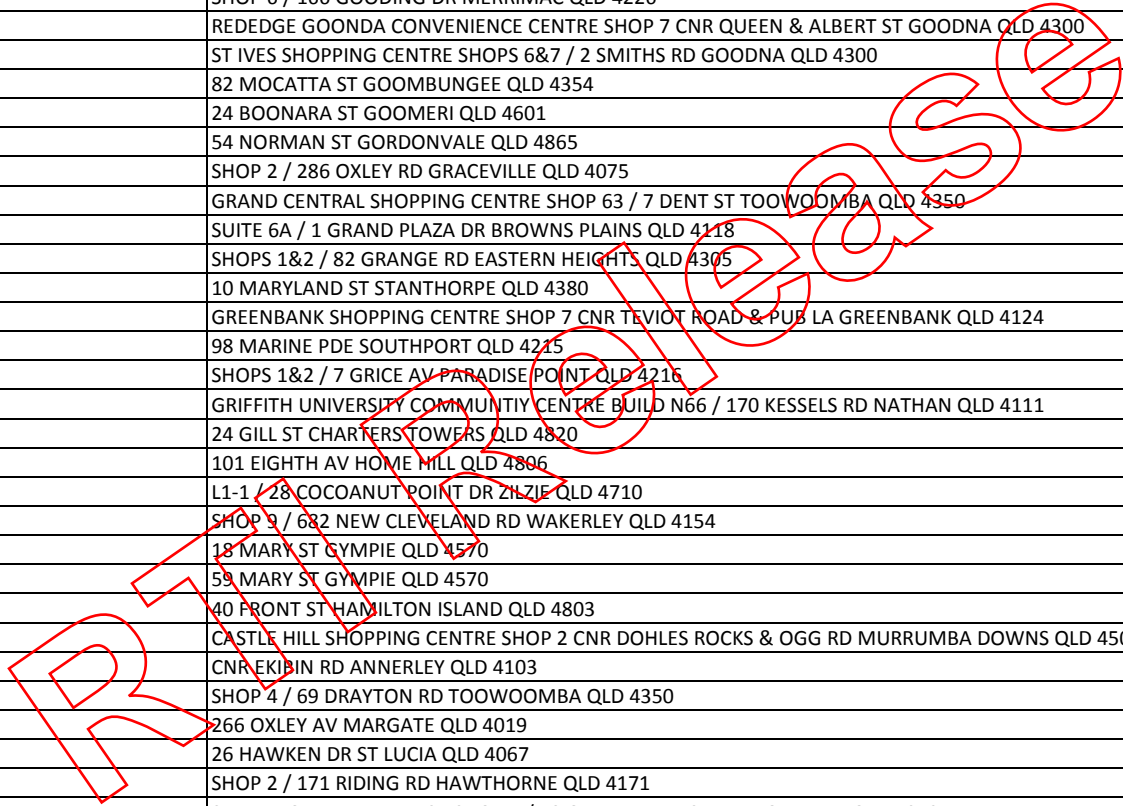 SHOP 6 / 166 GOODING DR MERRIMAC QLD 4226
REDEDGE GOONDA CONVENIENCE CENTRE SHOP 7 CNR QUEEN & ALBERT ST GOODNA QLD 4300
ST IVES SHOPPING CENTRE SHOPS 6&7 / 2 SMITHS RD GOODNA QLD 4300
82 MOCATTA ST GOOMBUNGEE QLD 4354
24 BOONARA ST GOOMERI QLD 4601
54 NORMAN ST GORDONVALE QLD 4865
SHOP 2 / 286 OXLEY RD GRACEVILLE QLD 4075
GRAND CENTRAL SHOPPING CENTRE SHOP 63 / 7 DENT ST TOOWOOMBA QLD 4350
SUITE 6A / 1 GRAND PLAZA DR BROWNS PLAINS QLD 4118
SHOPS 1&2 / 82 GRANGE RD EASTERN HEIGHTS QLD 4305
10 MARYLAND ST STANTHORPE QLD 4380
GREENBANK SHOPPING CENTRE SHOP 7 CNR TEVIOT ROAD & PUB LA GREENBANK QLD 4124
98 MARINE PDE SOUTHPORT QLD 4215
SHOPS 1&2 / 7 GRICE AV PARADISE POINT QLD 4216
GRIFFITH UNIVERSITY COMMUNTIY CENTRE BUILD N66 / 170 KESSELS RD NATHAN QLD 4111
24 GILL ST CHARTERS TOWERS QLD 4820
101 EIGHTH AV HOME HILL QLD 4806
L1-1 / 28 COCOANUT POINT DR ZILZIE QLD 4710
SHOP 9 / 682 NEW CLEVELAND RD WAKERLEY QLD 4154
18 MARY ST GYMPIE QLD 4570
59 MARY ST GYMPIE QLD 4570
40 FRONT ST HAMILTON ISLAND QLD 4803
CASTLE HILL SHOPPING CENTRE SHOP 2 CNR DOHLES ROCKS & OGG RD MURRUMBA DOWNS QLD
CNR EKIBIN RD ANNERLEY QLD 4103
SHOP 4 / 69 DRAYTON RD TOOWOOMBA QLD 4350
266 OXLEY AV MARGATE QLD 4019
26 HAWKEN DR ST LUCIA QLD 4067
SHOP 2 / 171 RIDING RD HAWTHORNE QLD 4171
RTI Release